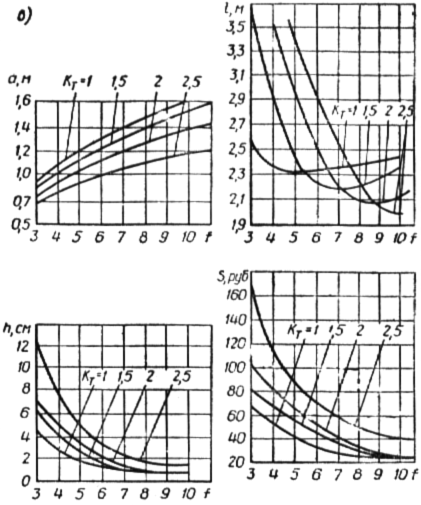 в)
a, м
Kт=1 1,5 2 2,5
1,6
1,4
1,2
1,0
0,7
0,5
3 4 5 6 7 8 9 10 f
l, м
3,5
3,3
3,1
2,9
2,7
2,5
2,3
2,1
1,9
Kт=1 1,5 2 2,5
3 4 5 6 7 8 9 10 f
h, см
12
10
8
6
4
2
0
Kт=1 1,5 2 2,5
3 4 5 6 7 8 9 10 f
S, руб
160
140
120
100
80
60
40
20
Kт=1 1,5 2 2,5
3 4 5 6 7 8 9 10 f